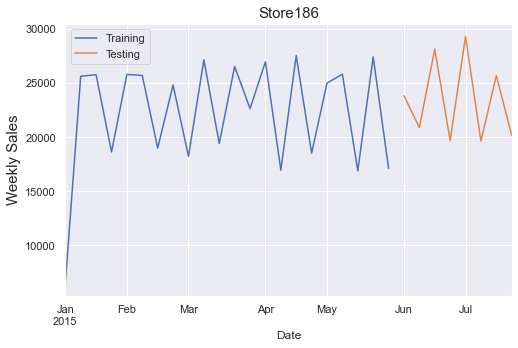 Store186
Training
Testing
30000
25000
20000
15000
10000
Weekly Sales
Jan Feb Mar Apr May Jun Jul
2015
Date